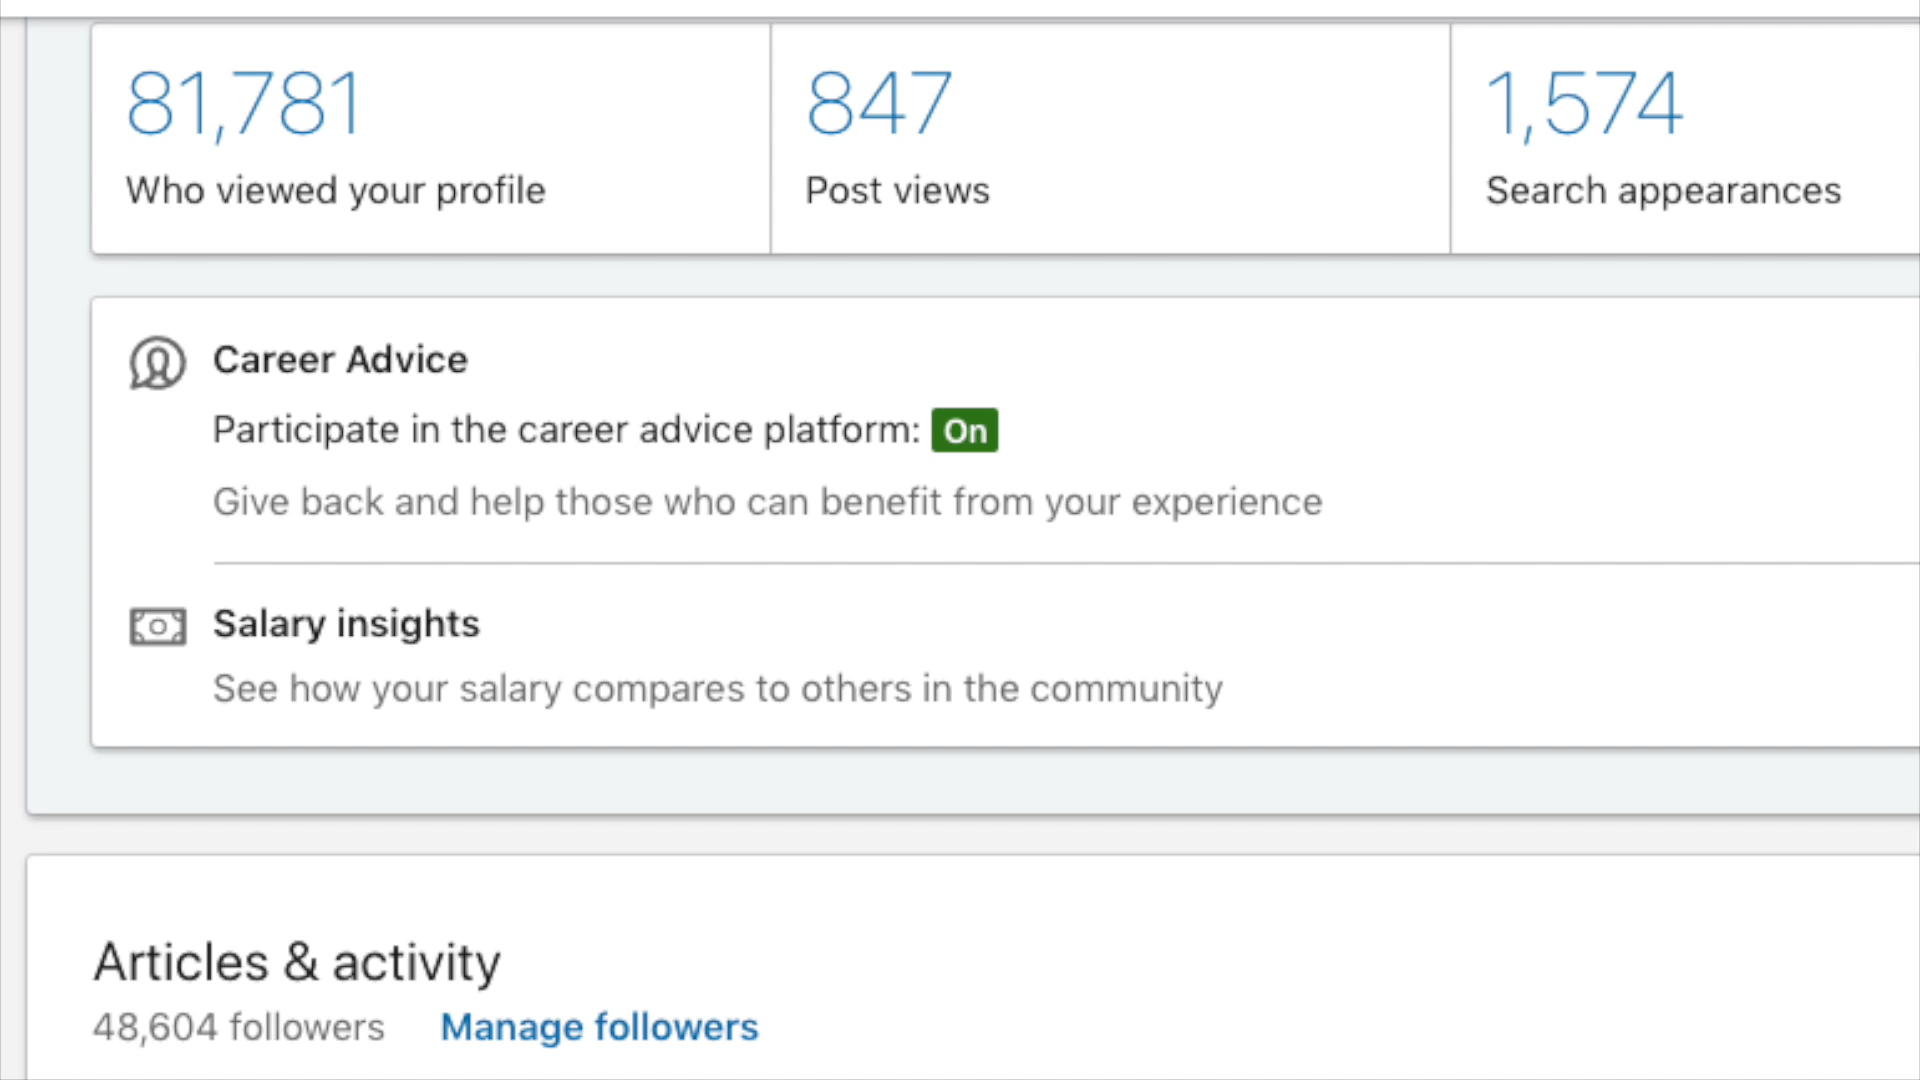 81,781
Who viewed your profile
847
Post views
1,574
Search appearances
Career Advice
Participate in the career advice platform: On
Give back and help those who can benefit from your experience
Salary insights
See how your salary compares to others in the community
Articles & activity
48,604 followers Manage followers